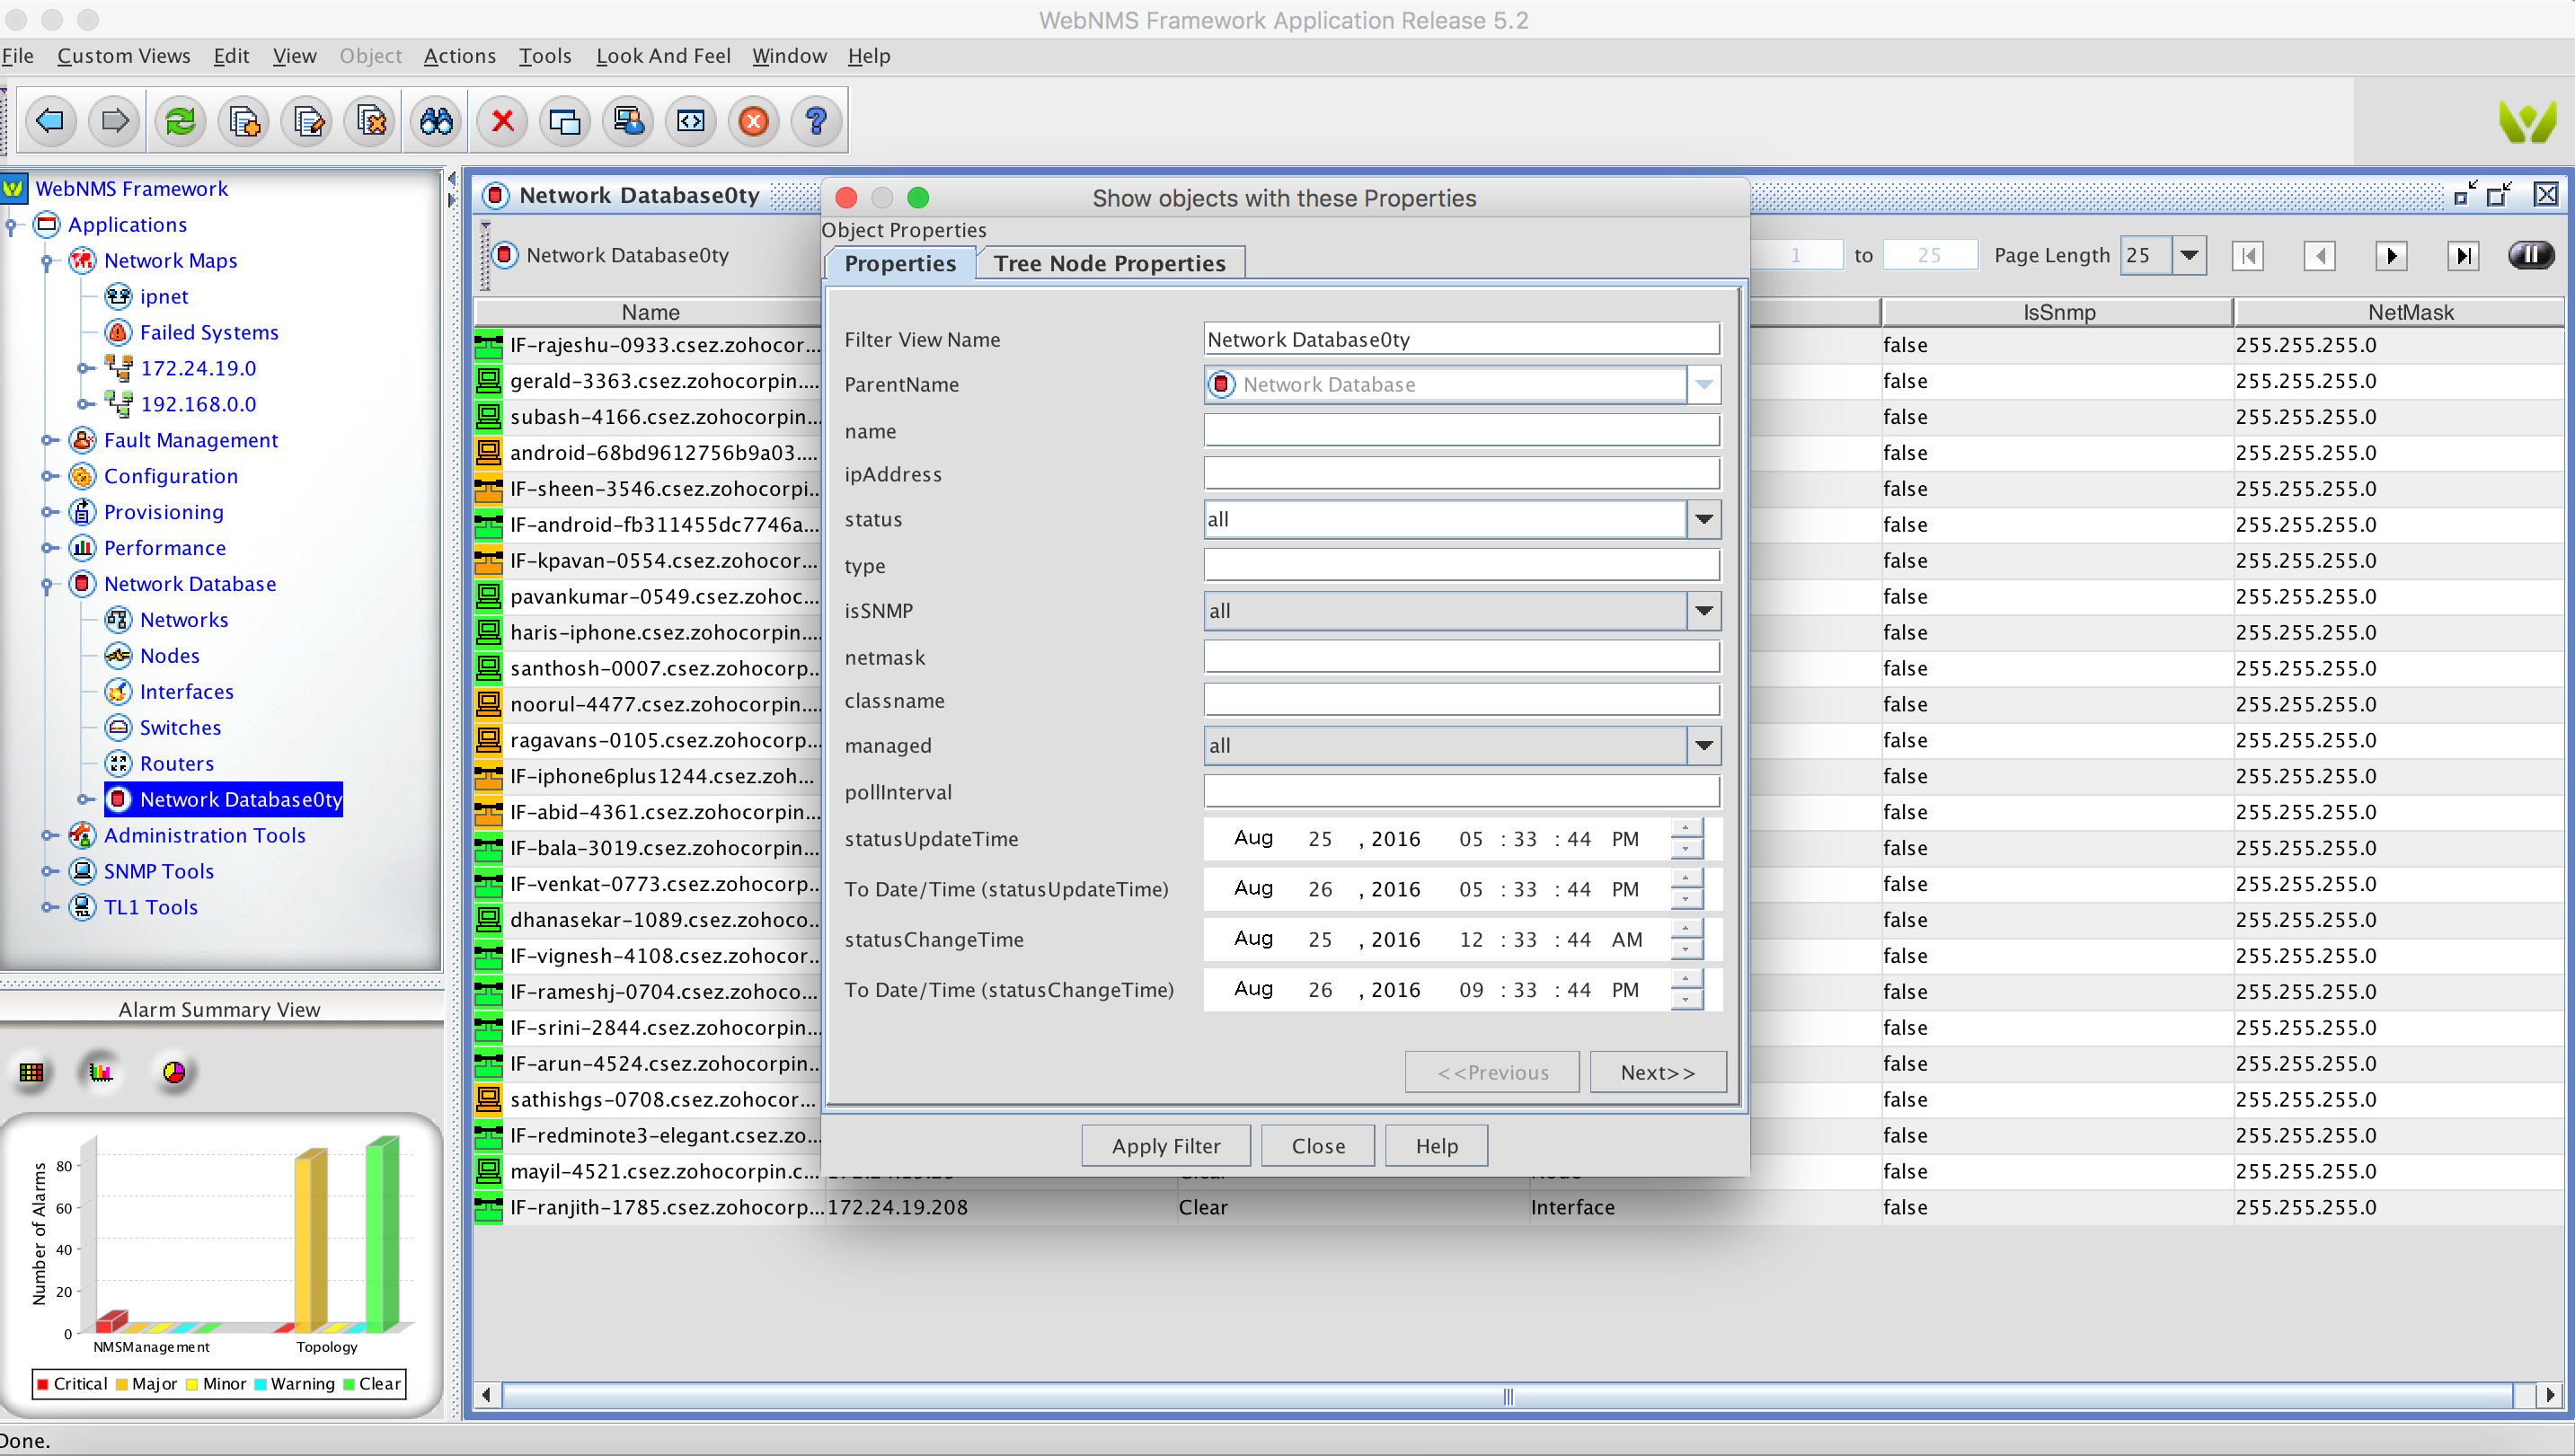 WebNMS Framework Application Release 5.2
File Custom Views Edit View Object Actions Tools Look And Feel Window Help
WebNMS Framework
Applications
Network Maps
ipnet
Failed Systems
172.24.19.0
192.168.0.0
Fault Management
Configuration
Provisioning
Performance
Network Database
Networks
Nodes
Interfaces
Switches
Routers
Network Database0ty
Administration Tools
SNMP Tools
TL1 Tools
Alarm Summary View
Number of Alarms
80
60
40
20
0
NMSManagement Topology
Critical Major Minor Warning Clear
Network Database0ty
Network Database0ty
1 to 25 Page Length 25
Name IsSnmp NetMask
IF-rajeshu-0933.csez.zohocor... false 255.255.255.0
gerald-3363.csez.zohocorpin.... false 255.255.255.0
subash-4166.csez.zohocorpin... false 255.255.255.0
android-68bd9612756b9a03.... false 255.255.255.0
IF-sheen-3546.csez.zohocorpi... false 255.255.255.0
IF-android-fb311455dc7746a... false 255.255.255.0
IF-kpavan-0554.csez.zohocor... false 255.255.255.0
pavankumar-0549.csez.zohoc... false 255.255.255.0
haris-iphone.csez.zohocorpin.... false 255.255.255.0
santhosh-0007.csez.zohocorp... false 255.255.255.0
noorul-4477.csez.zohocorpin.... false 255.255.255.0
ragavans-0105.csez.zohocorp... false 255.255.255.0
IF-iphone6plus1244.csez.zoh... false 255.255.255.0
IF-abid-4361.csez.zohocorpin... false 255.255.255.0
IF-bala-3019.csez.zohocorpin... false 255.255.255.0
IF-venkat-0773.csez.zohocorp... false 255.255.255.0
dhanasekar-1089.csez.zohoco... false 255.255.255.0
IF-vignesh-4108.csez.zohocor... false 255.255.255.0
IF-rameshj-0704.csez.zohoco... false 255.255.255.0
IF-srini-2844.csez.zohocorpin... false 255.255.255.0
IF-arun-4524.csez.zohocorpin... false 255.255.255.0
sathishgs-0708.csez.zohocor... false 255.255.255.0
IF-redminote3-elegant.csez.zo... false 255.255.255.0
mayil-4521.csez.zohocorpin.c... false 255.255.255.0
IF-ranjith-1785.csez.zohocorp... 172.24.19.208 Clear Interface false 255.255.255.0
Show objects with these Properties
Object Properties
Properties Tree Node Properties
Filter View Name Network Database0ty
ParentName Network Database
name
ipAddress
status all
type
isSNMP all
netmask
classname
managed all
pollInterval
statusUpdateTime Aug 25 , 2016 05 : 33 : 44 PM
To Date/Time (statusUpdateTime) Aug 26 , 2016 05 : 33 : 44 PM
statusChangeTime Aug 25 , 2016 12 : 33 : 44 AM
To Date/Time (statusChangeTime) Aug 26 , 2016 09 : 33 : 44 PM
<<Previous Next>>
Apply Filter Close Help
Done.